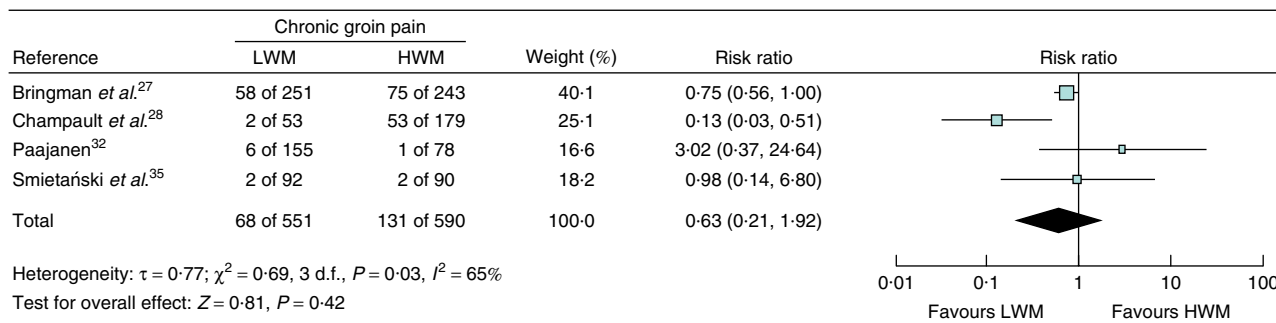 Chronic groin pain
Reference LWM HWM Weight (%) Risk ratio Risk ratio
Bringman et al.27 58 of 251 75 of 243 40·1 0·75 (0·56, 1·00)
Champault et al.28 2 of 53 53 of 179 25·1 0·13 (0·03, 0·51)
Paajanen32 6 of 155 1 of 78 16·6 3·02 (0·37, 24·64)
Smietański et al.35 2 of 92 2 of 90 18·2 0·98 (0·14, 6·80)
Total 68 of 551 131 of 590 100·0 0·63 (0·21, 1·92)
Heterogeneity: τ = 0·77; χ2 = 0·69, 3 d.f., P = 0·03, I2 = 65%
Test for overall effect: Z = 0·81, P = 0·42
0·01 0·1 1 10 100
Favours LWM Favours HWM